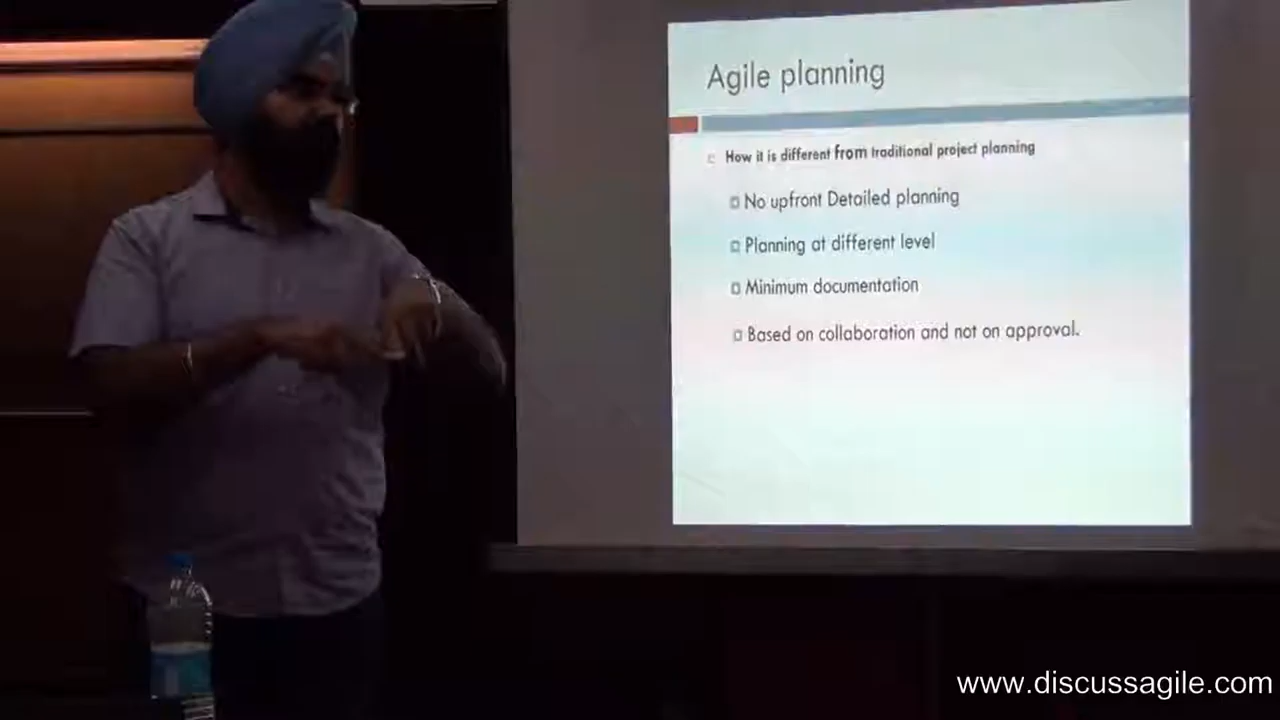 Agile planning
How it is different from traditional project planning
No upfront Detailed planning
Planning at different level
Minimum documentation
Based on collaboration and not on approval.
www.discussagile.com